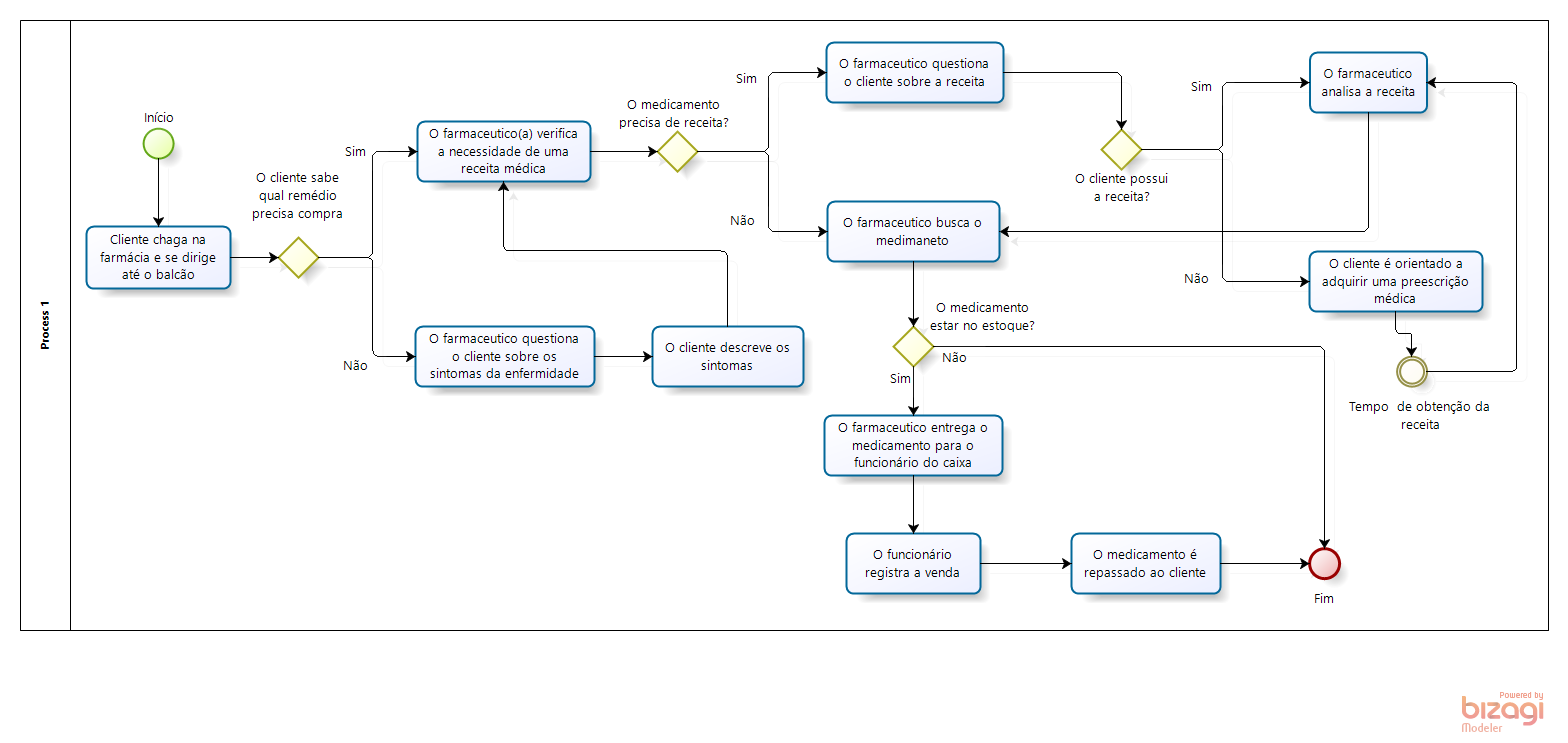 Process 1
Início
Cliente chaga na
farmácia e se dirige
até o balcão
O cliente sabe
qual remédio
precisa compra
Sim
Não
O farmaceutico(a) verifica
a necessidade de uma
receita médica
O farmaceutico questiona
o cliente sobre os
sintomas da enfermidade
O cliente descreve os
sintomas
O medicamento
precisa de receita?
Sim
Não
O farmaceutico questiona
o cliente sobre a receita
O farmaceutico busca o
medimaneto
O cliente possui
a receita?
Sim
Não
O farmaceutico
analisa a receita
O cliente é orientado a
adquirir uma preescrição
médica
Tempo  de obtenção da
receita
O medicamento
estar no estoque?
Não
Sim
O farmaceutico entrega o
medicamento para o
funcionário do caixa
O funcionário
registra a venda
O medicamento é
repassado ao cliente
Fim
Powered by
bizagi
Modeler